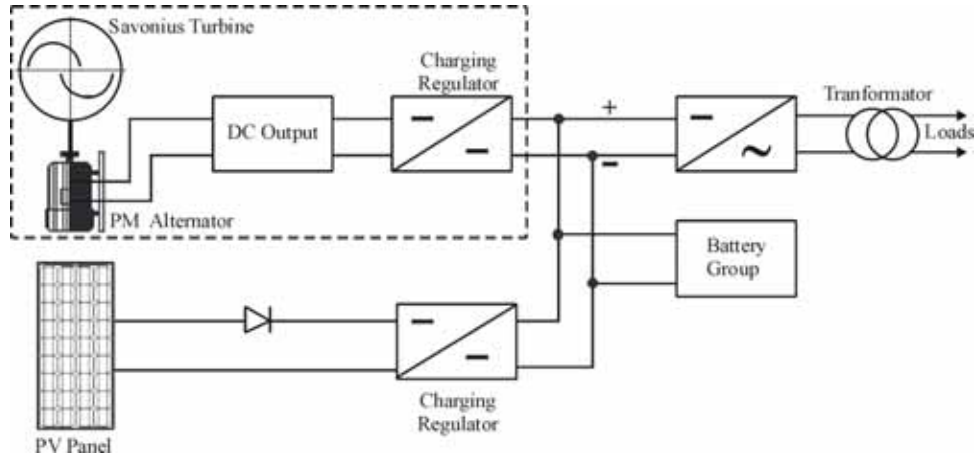 Savonius Turbine
Charging
Regulator
DC Output
+
-
Tranformator
Loads
PM Alternator
Battery
Group
PV Panel
Charging
Regulator